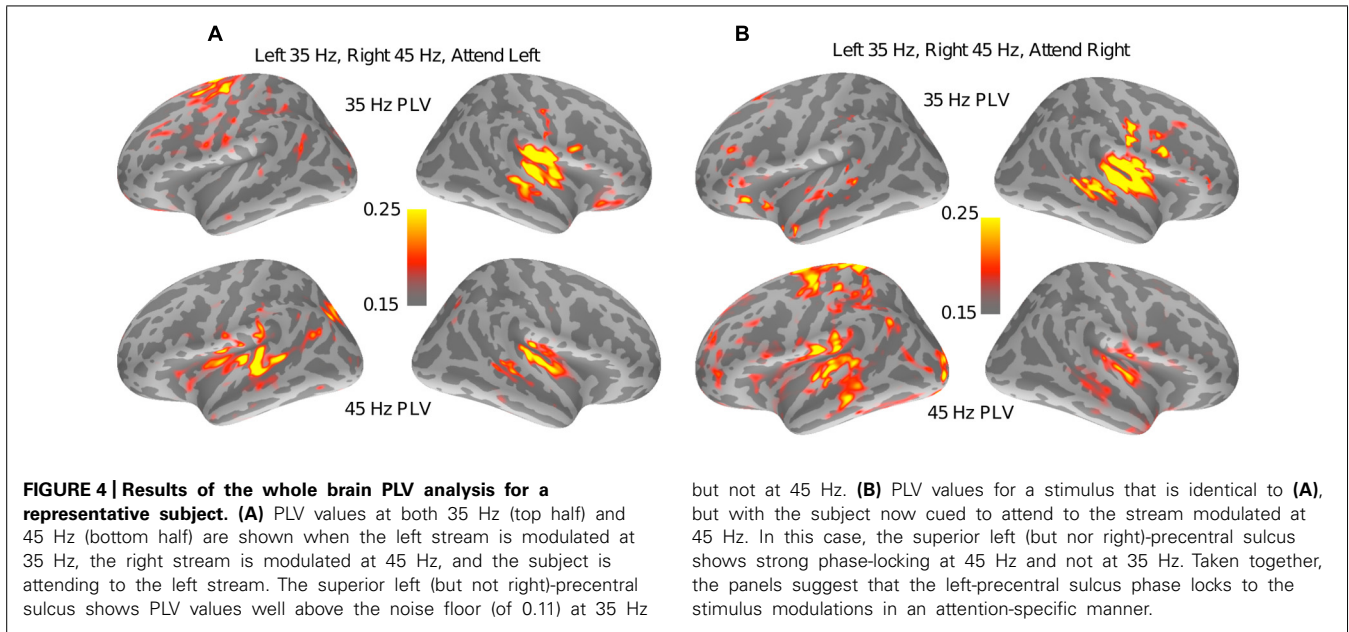 A
Left 35 Hz, Right 45 Hz, Attend Left
35 Hz PLV
0.25
0.15
45 Hz PLV
B
Left 35 Hz, Right 45 Hz, Attend Right
35 Hz PLV
0.25
0.15
45 Hz PLV
FIGURE 4 | Results of the whole brain PLV analysis for a
representative subject. (A) PLV values at both 35 Hz (top half) and
45 Hz (bottom half) are shown when the left stream is modulated at
35 Hz, the right stream is modulated at 45 Hz, and the subject is
attending to the left stream. The superior left (but not right)-precentral
sulcus shows PLV values well above the noise floor (of 0.11) at 35 Hz
but not at 45 Hz. (B) PLV values for a stimulus that is identical to (A),
but with the subject now cued to attend to the stream modulated at
45 Hz. In this case, the superior left (but nor right)-precentral sulcus
shows strong phase-locking at 45 Hz and not at 35 Hz. Taken together,
the panels suggest that the left-precentral sulcus phase locks to the
stimulus modulations in an attention-specific manner.